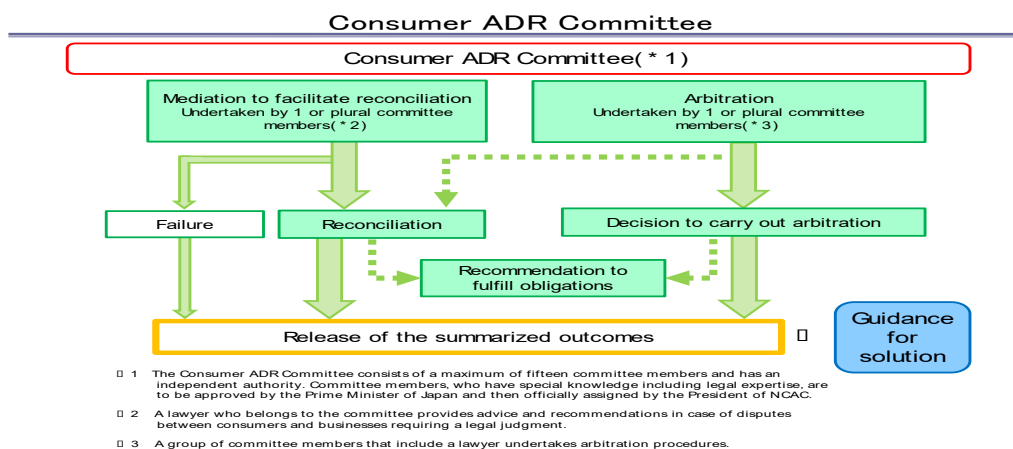 Consumer ADR Committee
Consumer ADR Committee( * 1)
Mediation to facilitate reconciliation
Undertaken by 1 or plural committee
members( * 2)
Arbitration
Undertaken by 1 or plural committee
members( * 3)
Failure
Reconciliation
Decision to carry out arbitration
Recommendation to
fulfill obligations
Release of the summarized outcomes
Guidance
for
solution
1 The Consumer ADR Committee consists of a maximum of fifteen committee members and has an
independent authority. Committee members, who have special knowledge including legal expertise, are
to be approved by the Prime Minister of Japan and then officially assigned by the President of NCAC.
2 A lawyer who belongs to the committee provides advice and recommendations in case of disputes
between consumers and businesses requiring a legal judgment.
3 A group of committee members that include a lawyer undertakes arbitration procedures.